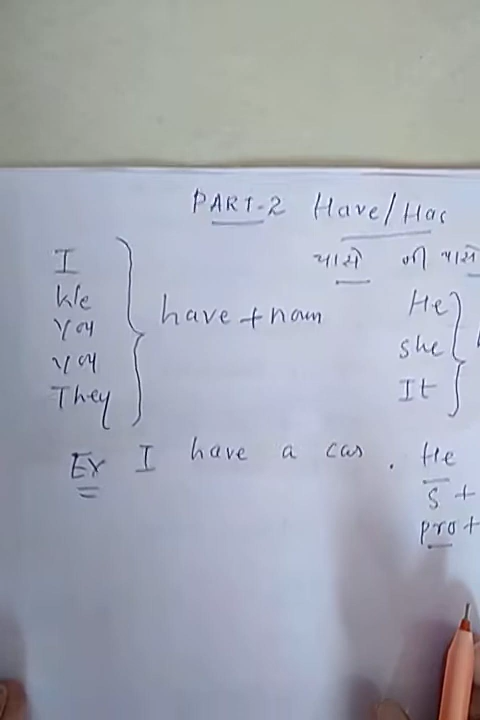 PART-2 Have/Has
પાસે ની પાસે
I
We
You
You
They
have + noun
He
she
It
Ex I have a car . He
S +
pro +